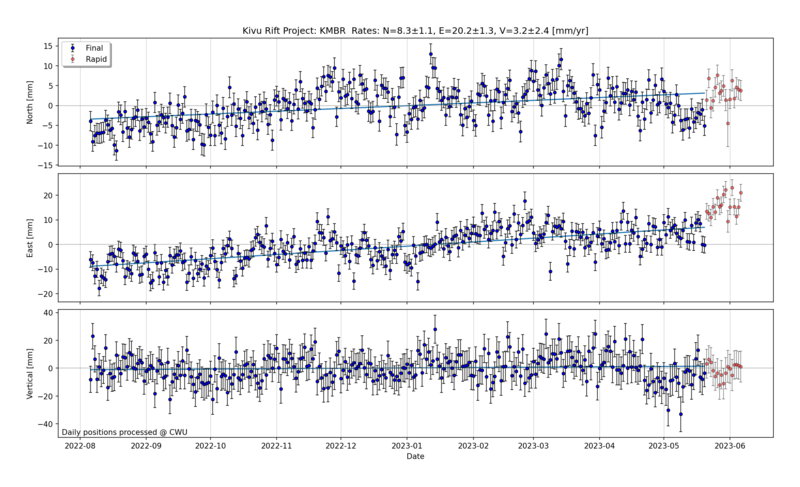 Kivu Rift Project: KMBR  Rates: N=8.3±1.1, E=20.2±1.3, V=3.2±2.4 [mm/yr]
Final
Rapid
North [mm]
15
10
5
0
−5
−10
−15
East [mm]
20
10
0
−10
−20
Vertical [mm]
40
20
0
−20
−40
Daily positions processed @ CWU
2022-08 2022-09 2022-10 2022-11 2022-12 2023-01 2023-02 2023-03 2023-04 2023-05 2023-06
Date